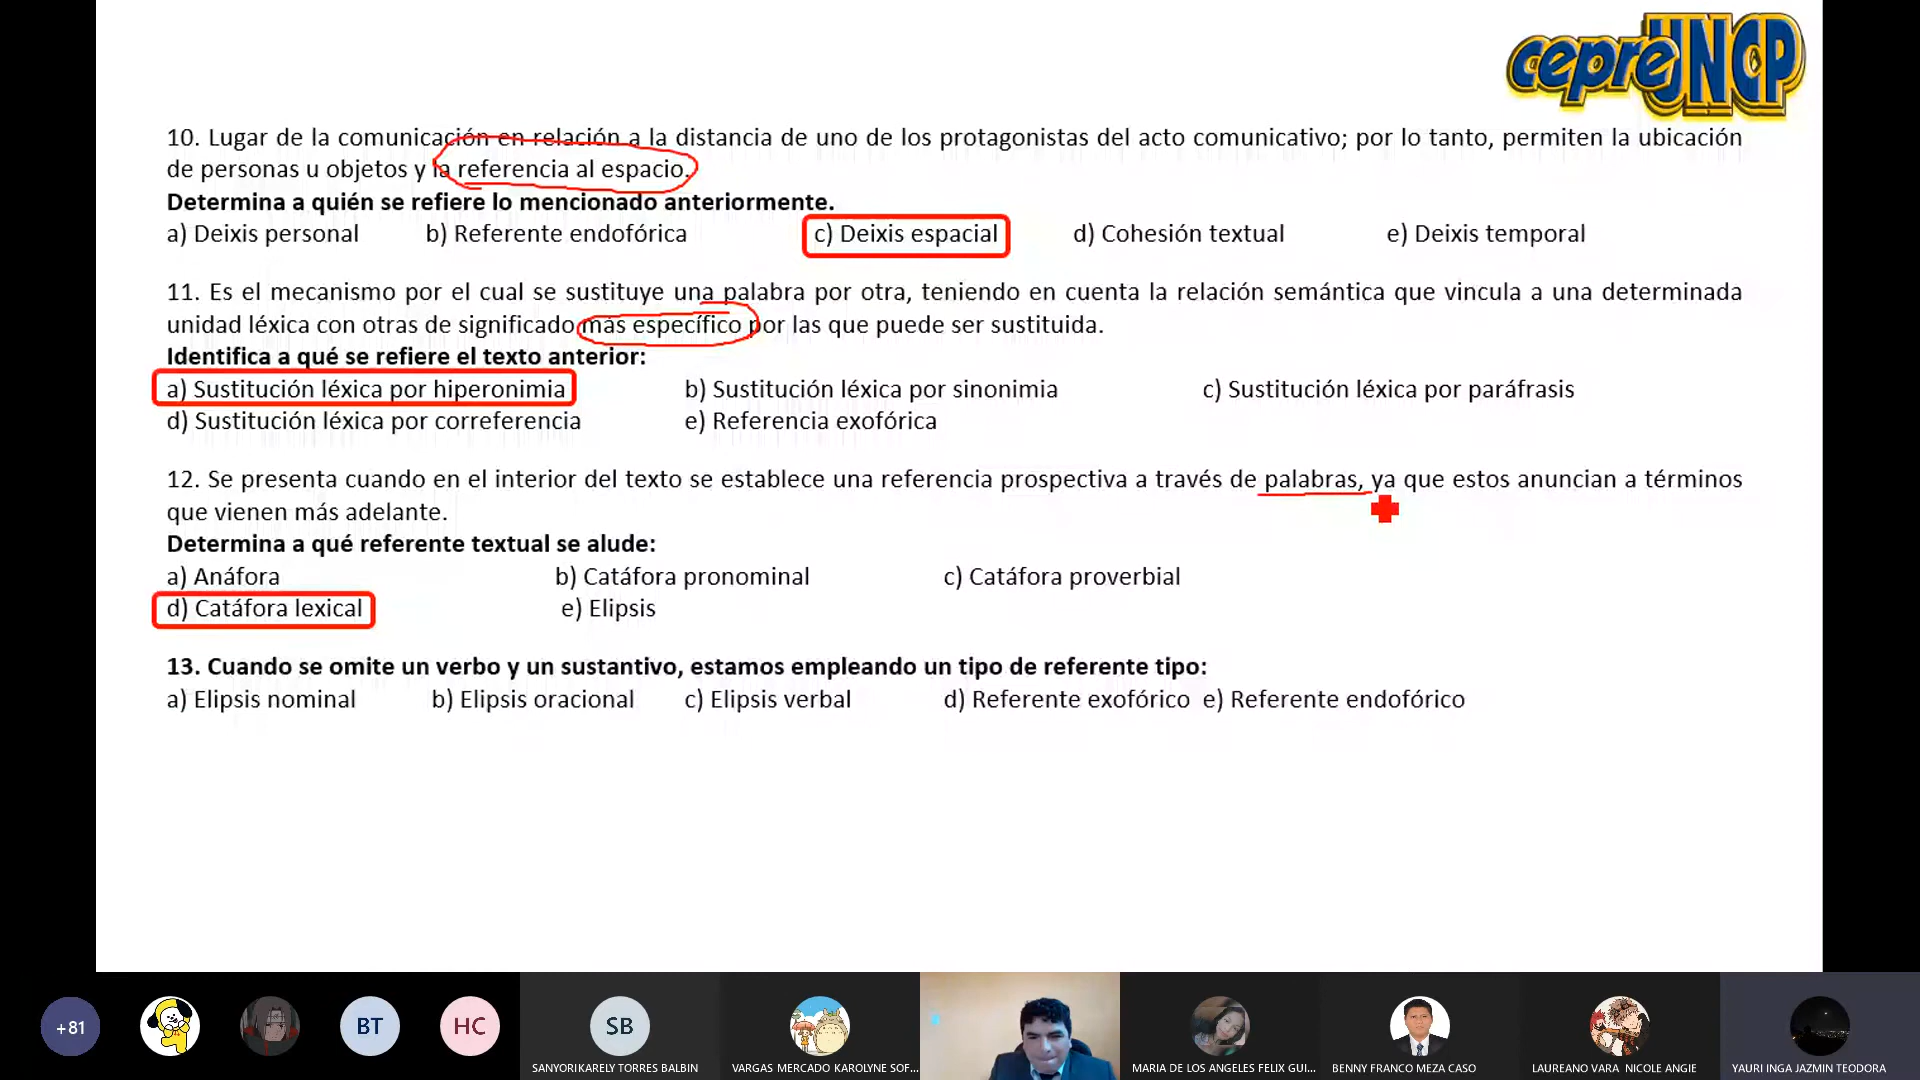 cepreUNCP
10. Lugar de la comunicación en relación a la distancia de uno de los protagonistas del acto comunicativo; por lo tanto, permiten la ubicación
de personas u objetos y la referencia al espacio.
Determina a quién se refiere lo mencionado anteriormente.
a) Deixis personal b) Referente endofórica c) Deixis espacial d) Cohesión textual e) Deixis temporal
11. Es el mecanismo por el cual se sustituye una palabra por otra, teniendo en cuenta la relación semántica que vincula a una determinada
unidad léxica con otras de significado más específico por las que puede ser sustituida.
Identifica a qué se refiere el texto anterior:
a) Sustitución léxica por hiperonimia b) Sustitución léxica por sinonimia c) Sustitución léxica por paráfrasis
d) Sustitución léxica por correferencia e) Referencia exofórica
12. Se presenta cuando en el interior del texto se establece una referencia prospectiva a través de palabras, ya que estos anuncian a términos
que vienen más adelante.
Determina a qué referente textual se alude:
a) Anáfora b) Catáfora pronominal c) Catáfora proverbial
d) Catáfora lexical e) Elipsis
13. Cuando se omite un verbo y un sustantivo, estamos empleando un tipo de referente tipo:
a) Elipsis nominal b) Elipsis oracional c) Elipsis verbal d) Referente exofórico e) Referente endofórico
+81 BT HC SB
SANYORIKARELY TORRES BALBIN VARGAS MERCADO KAROLYNE SOF... MARIA DE LOS ANGELES FELIX GUI... BENNY FRANCO MEZA CASO LAUREANO VARA NICOLE ANGIE YAURI INGA JAZMIN TEODORA